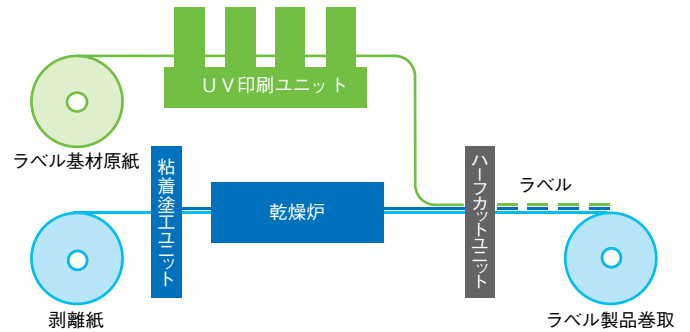 UV印刷ユニット
ラベル基材原紙
粘着塗工ユニット
乾燥炉
ハーフカットユニット
ラベル
剥離紙
ラベル製品巻取